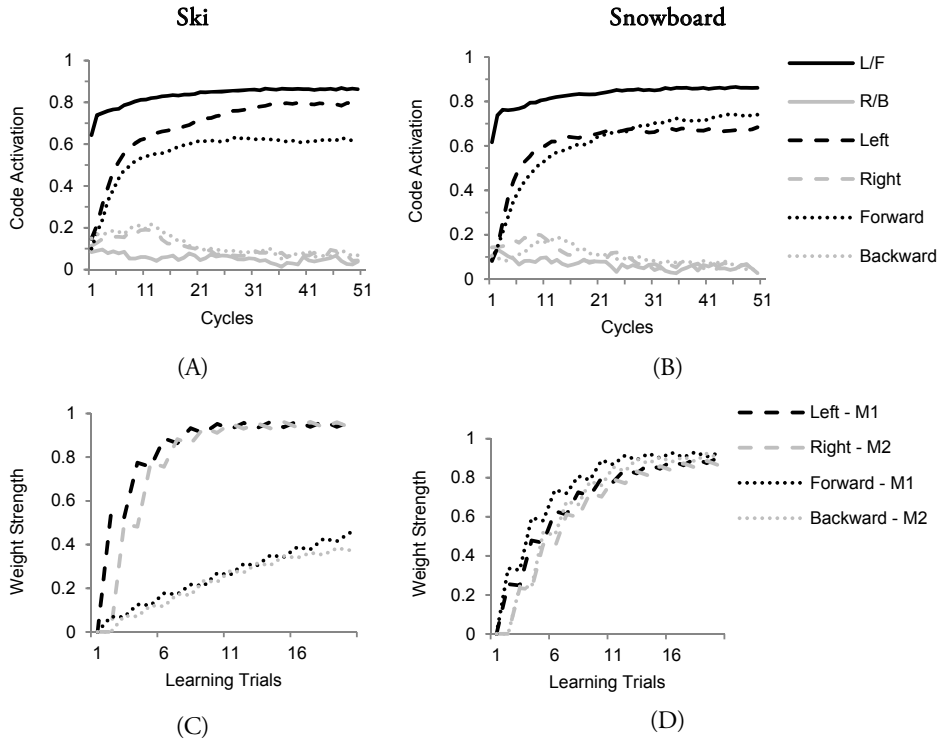 Ski
Snowboard
Code Activation
1
0.8
0.6
0.4
0.2
0
1 11 21 31 41 51
Cycles
(A)
Code Activation
1
0.8
0.6
0.4
0.2
0
1 11 21 31 41 51
Cycles
(B)
L/F
R/B
Left
Right
Forward
Backward
Weight Strength
1
0.8
0.6
0.4
0.2
0
1 6 11 16
Learning Trials
(C)
Weight Strength
1
0.8
0.6
0.4
0.2
0
1 6 11 16
Learning Trials
(D)
Left - M1
Right - M2
Forward - M1
Backward - M2